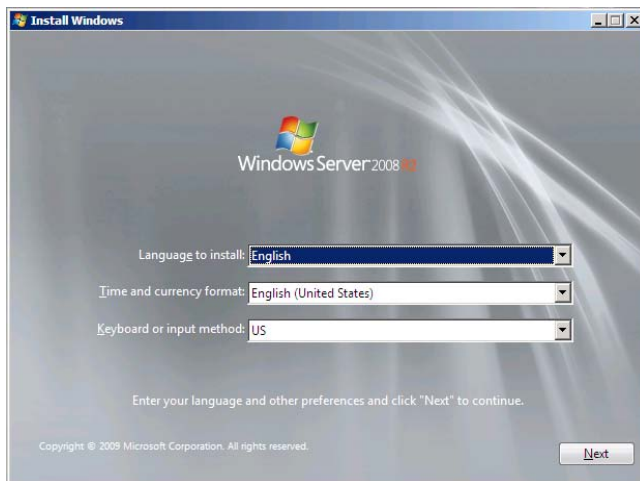 Install Windows
Windows Server 2008 R2
Language to install: English
Time and currency format: English (United States)
Keyboard or input method: US
Enter your language and other preferences and click "Next" to continue.
Copyright © 2009 Microsoft Corporation. All rights reserved.
Next